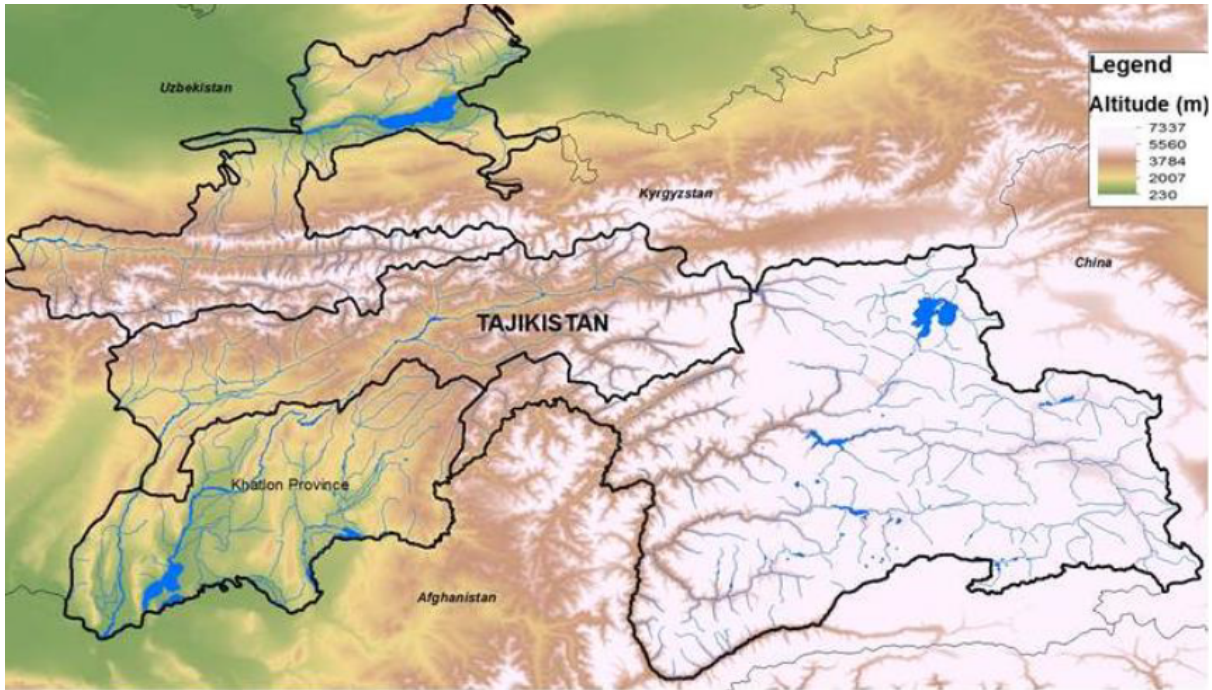 Uzbekistan
Legend
Altitude (m)
7337
5560
3784
2007
230
Kyrgyzstan
China
TAJIKISTAN
Khatlon Province
Afghanistan